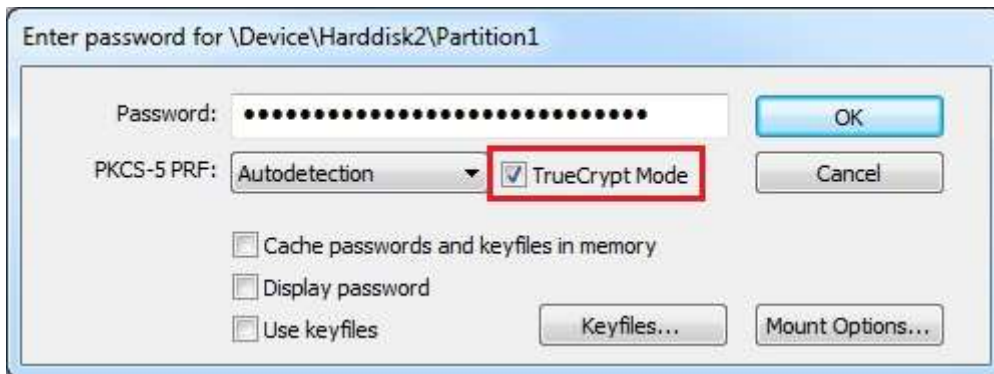 Enter password for \Device\Harddisk2\Partition1
Password: ●●●●●●●●●●●●●●●●●●●●●●●●●●●●● OK
PKCS-5 PRF: Autodetection TrueCrypt Mode Cancel
Cache passwords and keyfiles in memory
Display password
Use keyfiles Keyfiles... Mount Options...